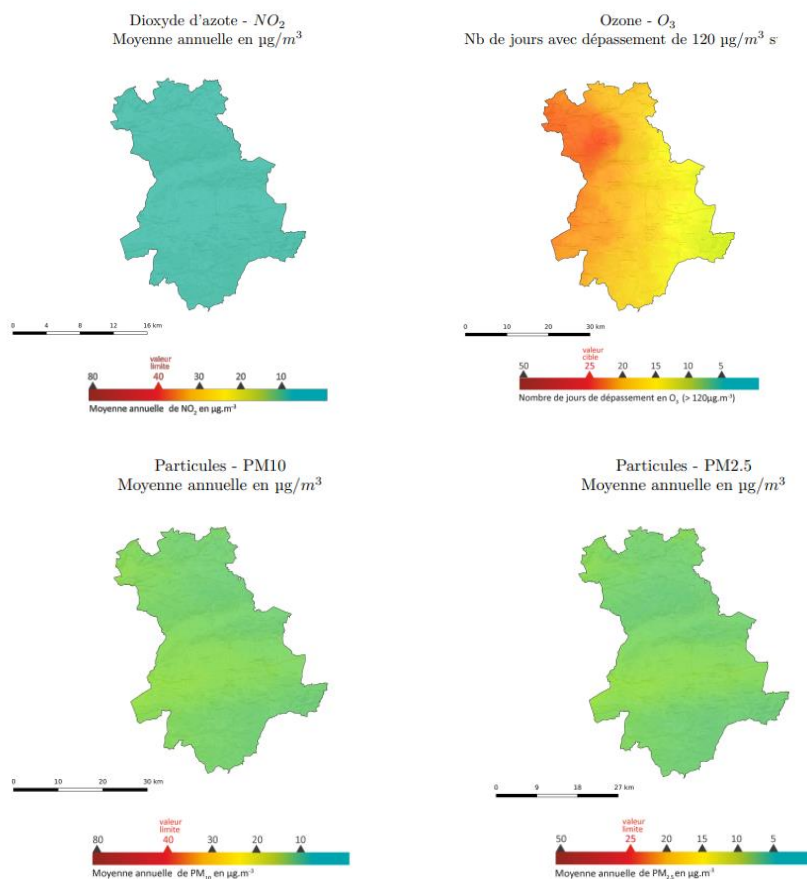 Dioxyde d'azote - NO₂
Moyenne annuelle en µg/m³
0 4 8 12 16 km
valeur
limite
80 40 30 20 10
Moyenne annuelle de NO₂ en µg.m⁻³
Ozone - O₃
Nb de jours avec dépassement de 120 µg/m³ s
0 10 20 30 km
valeur
cible
50 25 20 15 10 5
Nombre de jours de dépassement en O₃ (> 120µg.m⁻³)
Particules - PM10
Moyenne annuelle en µg/m³
0 10 20 30 km
valeur
limite
80 40 30 20 10
Moyenne annuelle de PM₁₀ en µg.m⁻³
Particules - PM2.5
Moyenne annuelle en µg/m³
0 9 18 27 km
valeur
limite
50 25 20 15 10 5
Moyenne annuelle de PM₂.₅ en µg.m⁻³